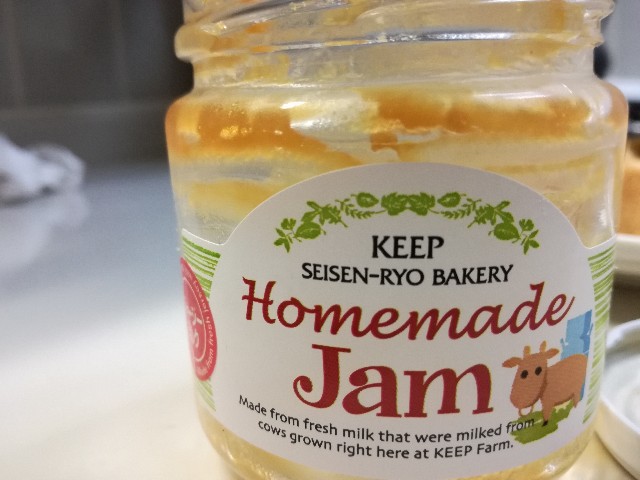 KEEP
SEISEN-RYO BAKERY
Homemade
Jam
Made from fresh milk that were milked from
cows grown right here at KEEP Farm.